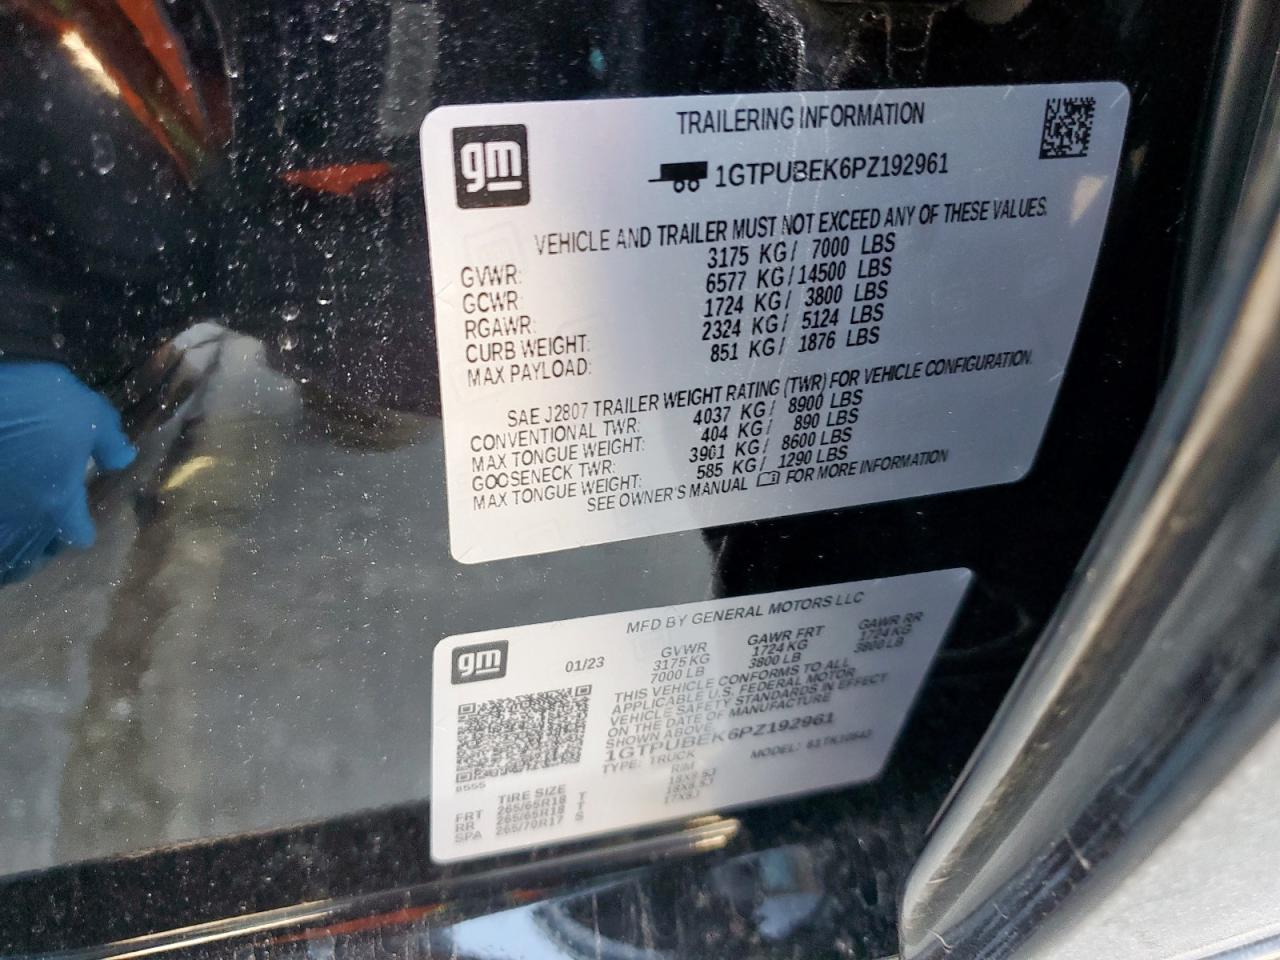 gm
TRAILERING INFORMATION
1GTPUBEK6PZ192961
VEHICLE AND TRAILER MUST NOT EXCEED ANY OF THESE VALUES.
GVWR: 3175 KG/ 7000 LBS
GCWR: 6577 KG/14500 LBS
RGAWR: 1724 KG/ 3800 LBS
CURB WEIGHT: 2324 KG/ 5124 LBS
MAX PAYLOAD: 851 KG/ 1876 LBS
SAE J2807 TRAILER WEIGHT RATING (TWR) FOR VEHICLE CONFIGURATION.
CONVENTIONAL TWR: 4037 KG/ 8900 LBS
MAX TONGUE WEIGHT: 404 KG/ 890 LBS
GOOSENECK TWR: 3901 KG/ 8600 LBS
MAX TONGUE WEIGHT: 585 KG/ 1290 LBS
SEE OWNER'S MANUAL FOR MORE INFORMATION
gm
MFD BY GENERAL MOTORS LLC
01/23
GVWR GAWR FRT GAWR RR
3175 KG 1724 KG 1724 KG
7000 LB 3800 LB 3800 LB
THIS VEHICLE CONFORMS TO ALL
APPLICABLE U.S. FEDERAL MOTOR
VEHICLE SAFETY STANDARDS IN EFFECT
ON THE DATE OF MANUFACTURE
SHOWN ABOVE.
1GTPUBEK6PZ192961
TYPE: TRUCK MODEL:
8555
TIRE SIZE RIM
FRT 265/65R18 T 18X8.5J
RR 265/65R18 T 18X8.5J
SPA 265/70R17 S 17X8J